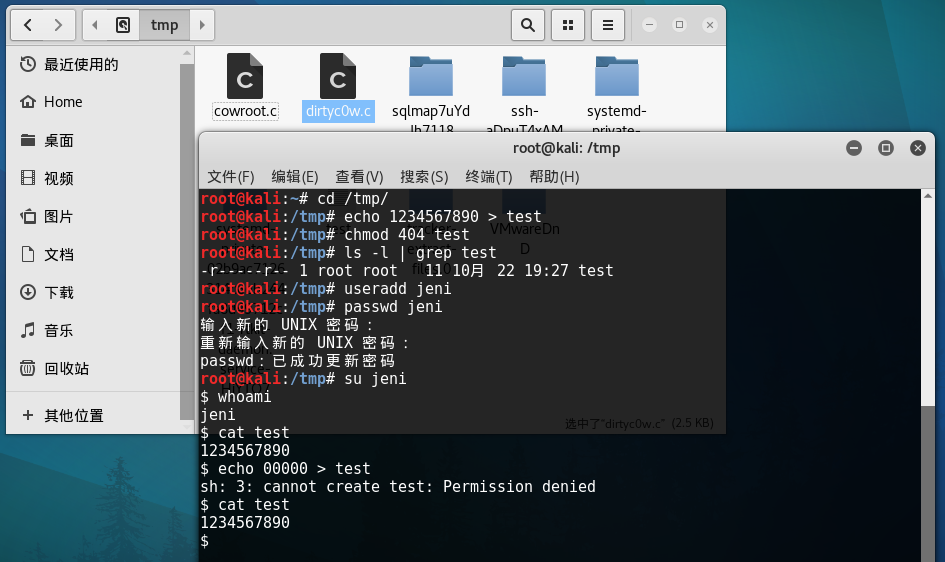 tmp
最近使用的
Home
桌面
视频
图片
文档
下载
音乐
回收站
其他位置
cowroot.c
dirtyc0w.c
sqlmap7uYd
ssh-
systemd-
private-
root@kali: /tmp
文件(F) 编辑(E) 查看(V) 搜索(S) 终端(T) 帮助(H)
root@kali:~# cd /tmp/
root@kali:/tmp# echo 1234567890 > test
root@kali:/tmp# chmod 404 test
root@kali:/tmp# ls -l | grep test
-r-----r-- 1 root root   11 10月 22 19:27 test
root@kali:/tmp# useradd jeni
root@kali:/tmp# passwd jeni
输入新的 UNIX 密码：
重新输入新的 UNIX 密码：
passwd：已成功更新密码
root@kali:/tmp# su jeni
$ whoami
jeni
$ cat test
1234567890
$ echo 00000 > test
sh: 3: cannot create test: Permission denied
$ cat test
1234567890
$
VMwareDn
D
选中了"dirtyc0w.c" (2.5 KB)